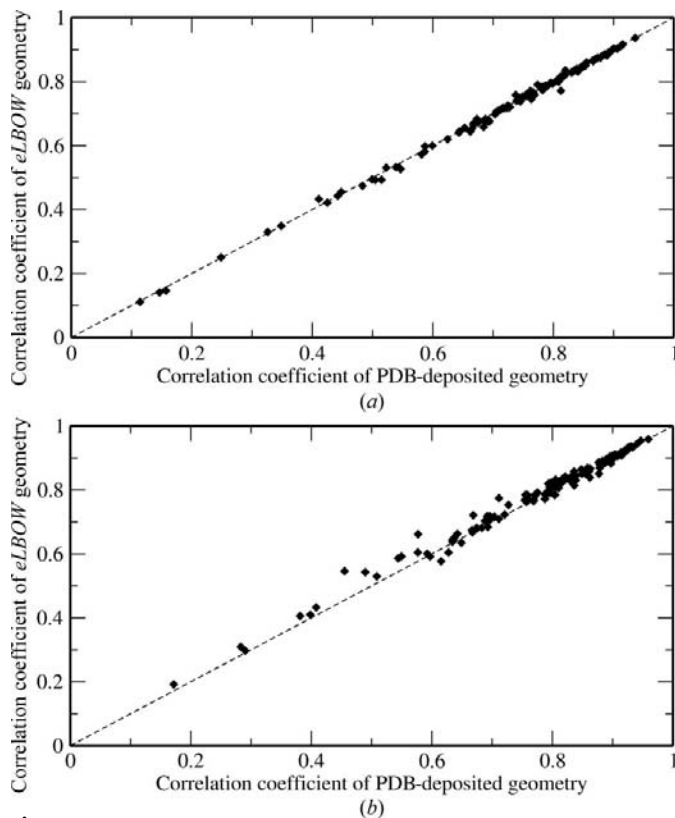 Correlation coefficient of eLBOW geometry
1
0.8
0.6
0.4
0.2
0
0 0.2 0.4 0.6 0.8 1
Correlation coefficient of PDB-deposited geometry
(a)
Correlation coefficient of eLBOW geometry
1
0.8
0.6
0.4
0.2
0
0 0.2 0.4 0.6 0.8 1
Correlation coefficient of PDB-deposited geometry
(b)